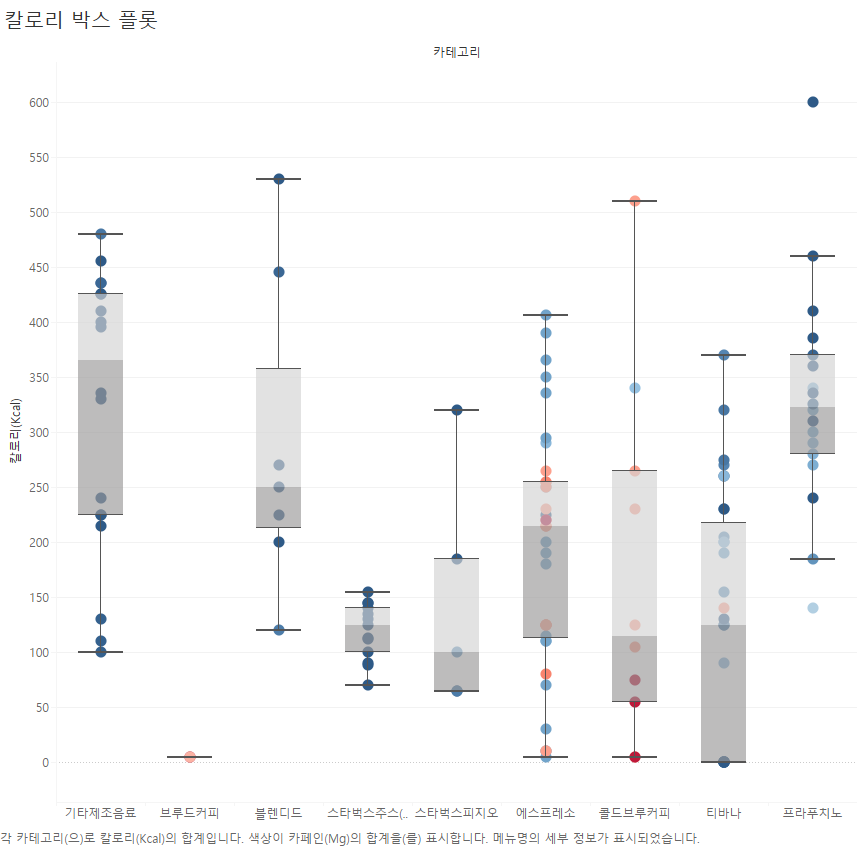 칼로리 박스 플롯
카테고리
600
550
500
450
400
350
300
250
200
150
100
50
0
칼로리(Kcal)
기타제조음료 브루드커피 블렌디드 스타벅스주스(.. 스타벅스피지오 에스프레소 콜드브루커피 티바나 프라푸치노
각 카테고리(으)로 칼로리(Kcal)의 합계입니다. 색상이 카페인(Mg)의 합계을(를) 표시합니다. 메뉴명의 세부 정보가 표시되었습니다.